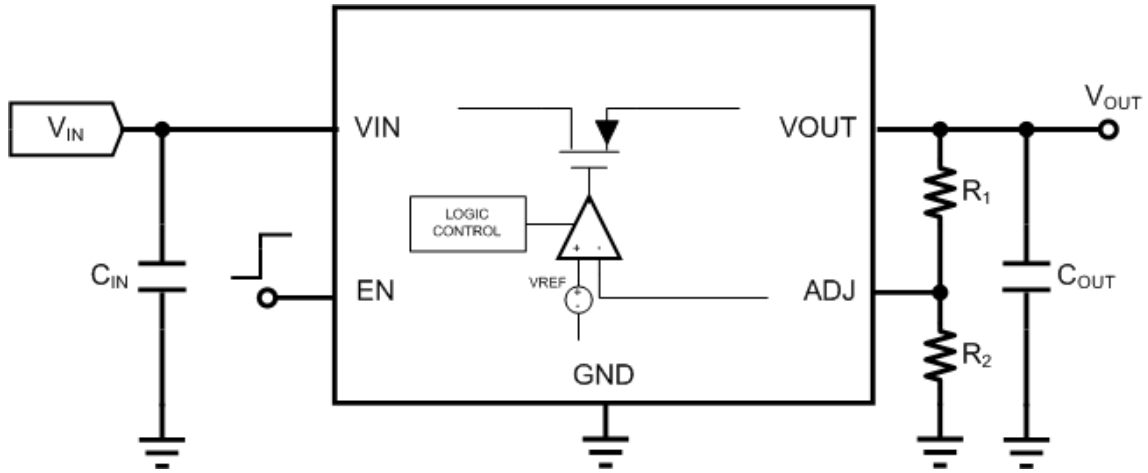 V_IN
VIN
VOUT
V_OUT
R₁
LOGIC
CONTROL
+ -
C_IN
EN
VREF
+
-
ADJ
C_OUT
R₂
GND